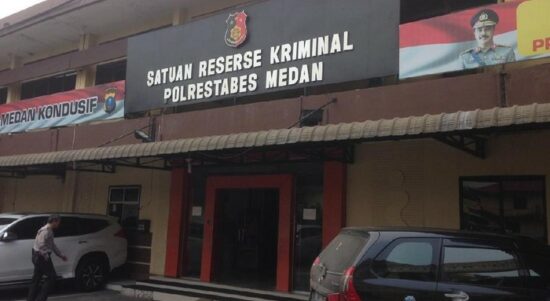 SATUAN RESERSE KRIMINAL
POLRESTABES MEDAN
MEDAN KONDUSIF